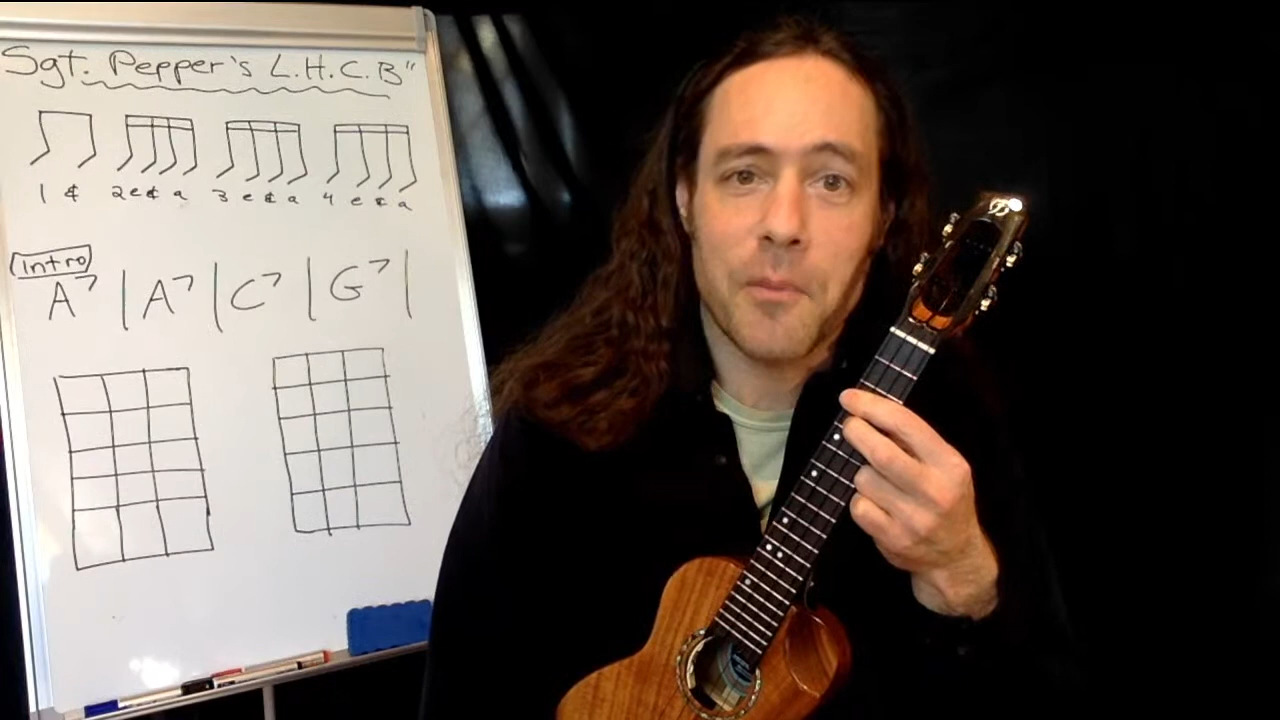 Sgt. Pepper's L.H.C.B"
1 & 2 e & a 3 e & a 4 e & a
Intro
A7 | A7 | C7 | G7 |